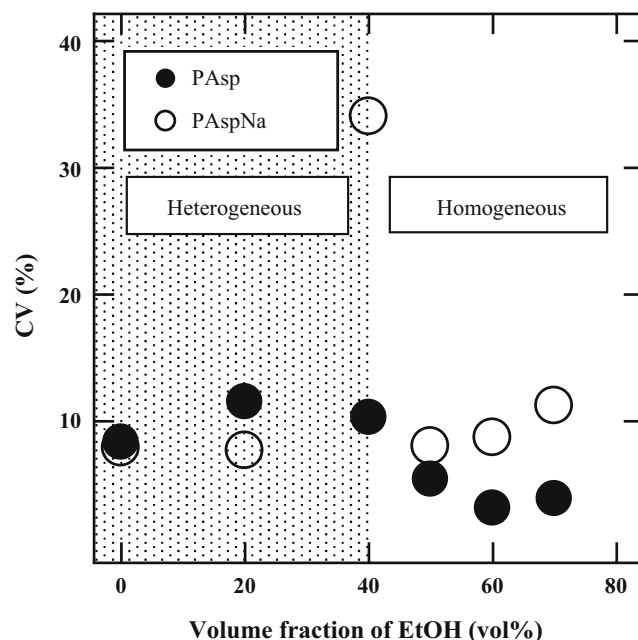 40
PAsp
PAspNa
30
Heterogeneous
Homogeneous
CV (%)
20
10
0 20 40 60 80
Volume fraction of EtOH (vol%)